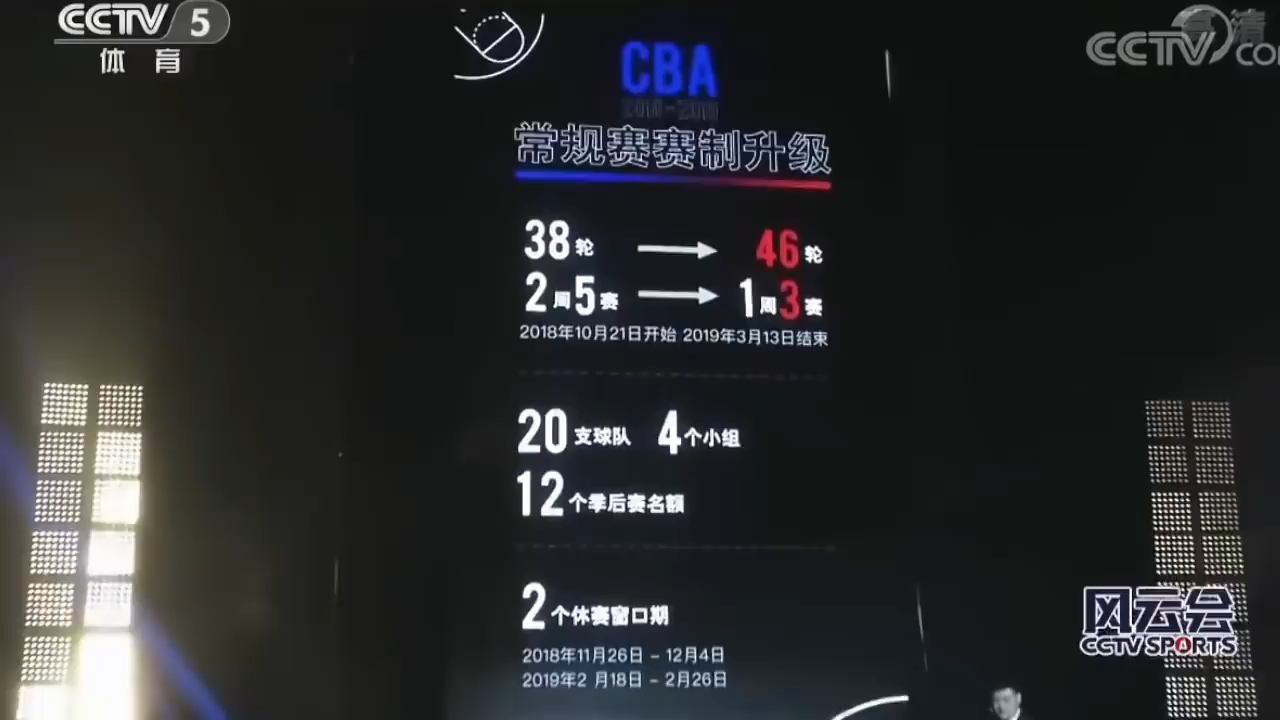 CCTV 5
体育
高清
CCTV.CO
CBA
2018-2019
常规赛赛制升级
38轮 46轮
2周5赛 1周3赛
2018年10月21日开始 2019年3月13日结束
20支球队 4个小组
12个季后赛名额
2个休赛窗口期
2018年11月26日 - 12月4日
2019年2月18日 - 2月26日
风云会
CCTV SPORTS